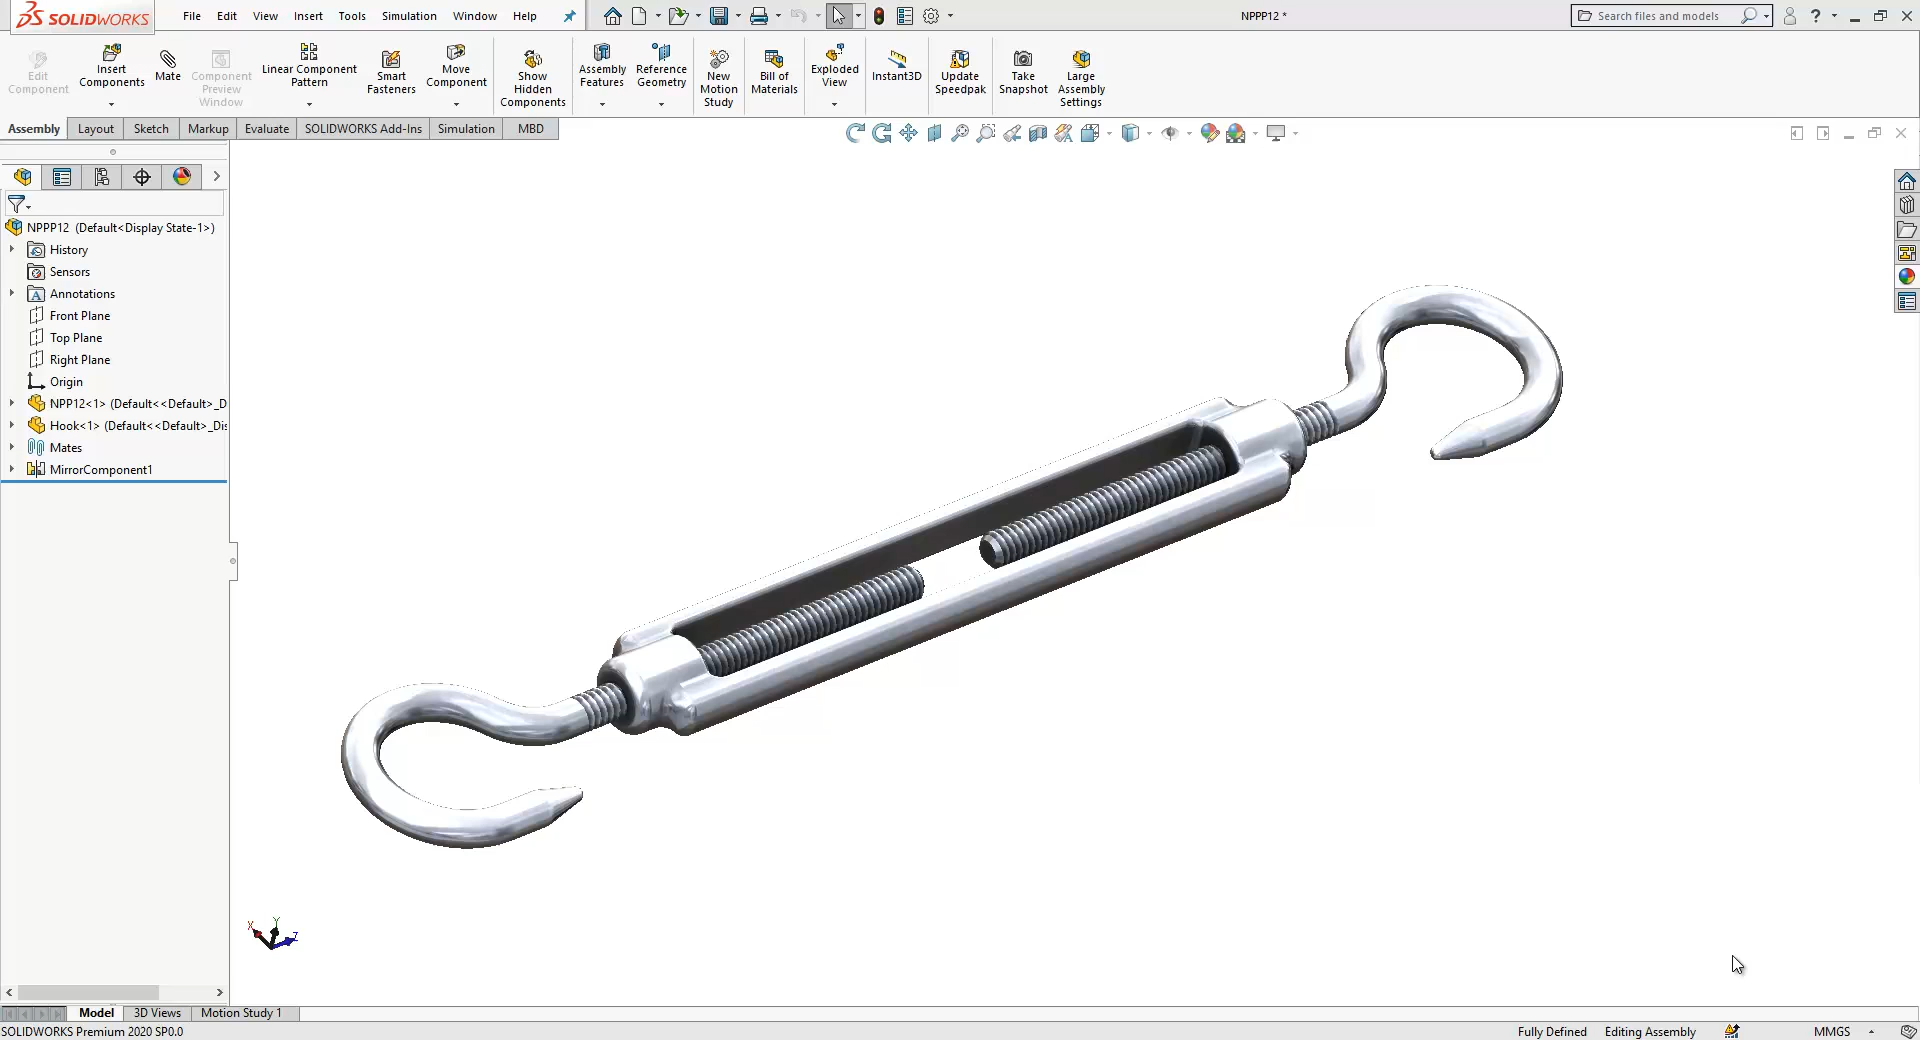 SOLIDWORKS
File Edit View Insert Tools Simulation Window Help
NPPP12 *
Search files and models
Edit Component
Insert Components
Mate
Component Preview Window
Linear Component Pattern
Smart Fasteners
Move Component
Show Hidden Components
Assembly Features
Reference Geometry
New Motion Study
Bill of Materials
Exploded View
Instant3D
Update Speedpak
Take Snapshot
Large Assembly Settings
Assembly Layout Sketch Markup Evaluate SOLIDWORKS Add-Ins Simulation MBD
NPPP12 (Default<Display State-1>)
History
Sensors
Annotations
Front Plane
Top Plane
Right Plane
Origin
NPP12<1> (Default<<Default>_D
Hook<1> (Default<<Default>_Dis
Mates
MirrorComponent1
X Y Z
Model 3D Views Motion Study 1
SOLIDWORKS Premium 2020 SP0.0
Fully Defined Editing Assembly MMGS